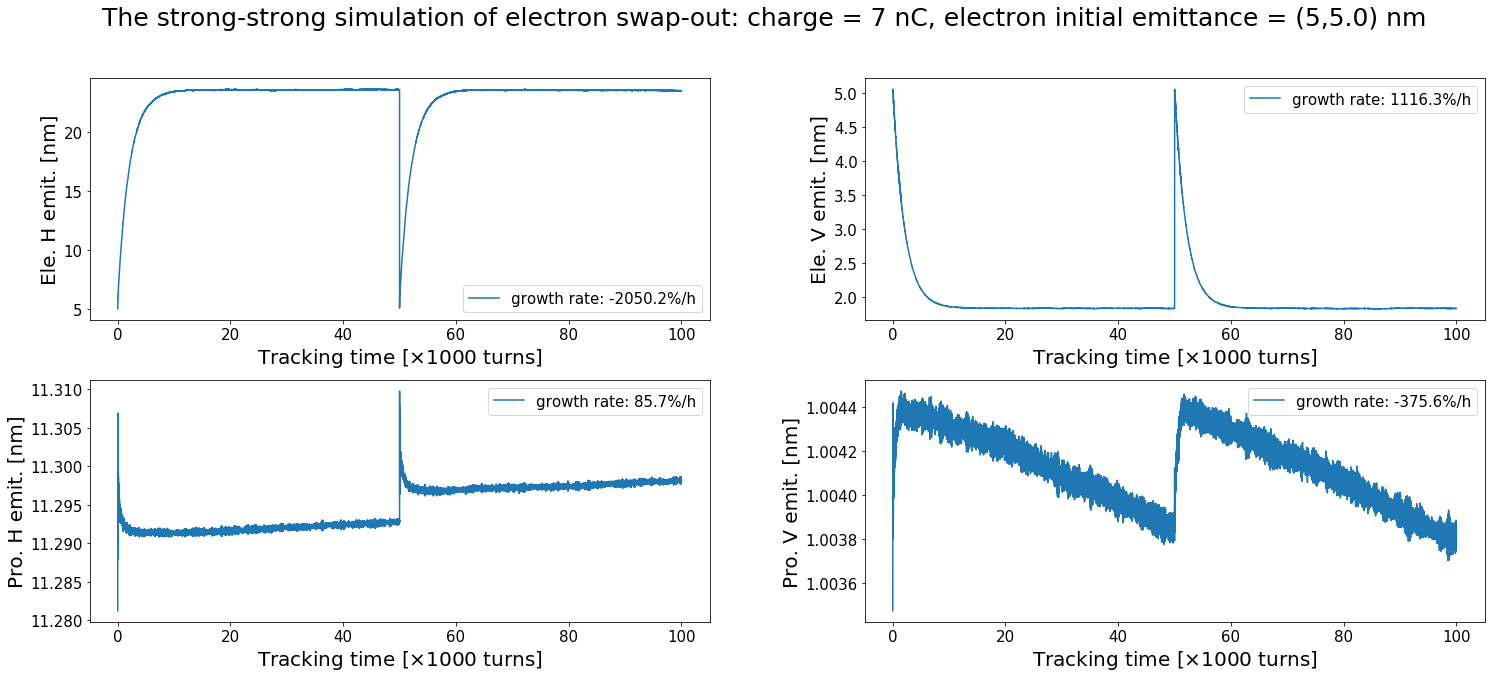 The strong-strong simulation of electron swap-out: charge = 7 nC, electron initial emittance = (5,5.0) nm
Ele. H emit. [nm]
20
15
10
5
growth rate: -2050.2%/h
0 20 40 60 80 100
Tracking time [×1000 turns]
Ele. V emit. [nm]
5.0
4.5
4.0
3.5
3.0
2.5
2.0
growth rate: 1116.3%/h
0 20 40 60 80 100
Tracking time [×1000 turns]
Pro. H emit. [nm]
11.310
11.305
11.300
11.295
11.290
11.285
11.280
growth rate: 85.7%/h
0 20 40 60 80 100
Tracking time [×1000 turns]
Pro. V emit. [nm]
1.0044
1.0042
1.0040
1.0038
1.0036
growth rate: -375.6%/h
0 20 40 60 80 100
Tracking time [×1000 turns]